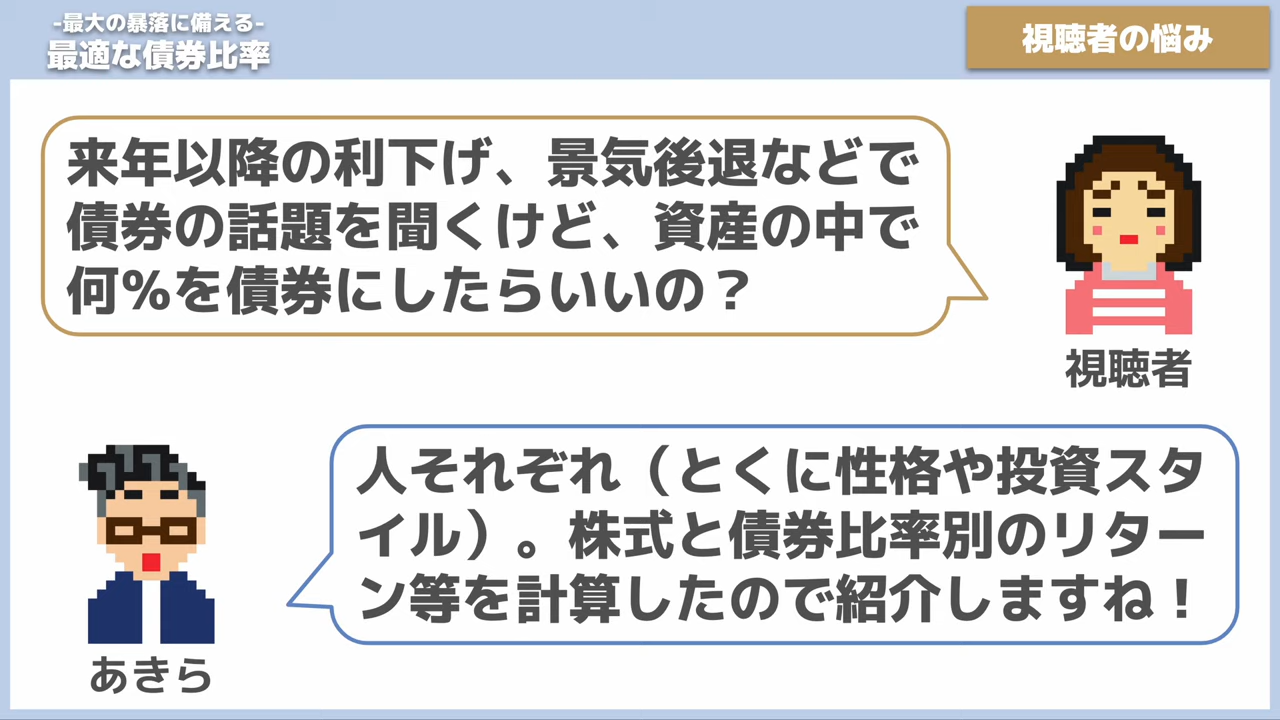 -最大の暴落に備える-
最適な債券比率
視聴者の悩み
来年以降の利下げ、景気後退などで
債券の話題を聞くけど、資産の中で
何％を債券にしたらいいの？
視聴者
人それぞれ（とくに性格や投資スタ
イル）。株式と債券比率別のリター
ン等を計算したので紹介しますね！
あきら